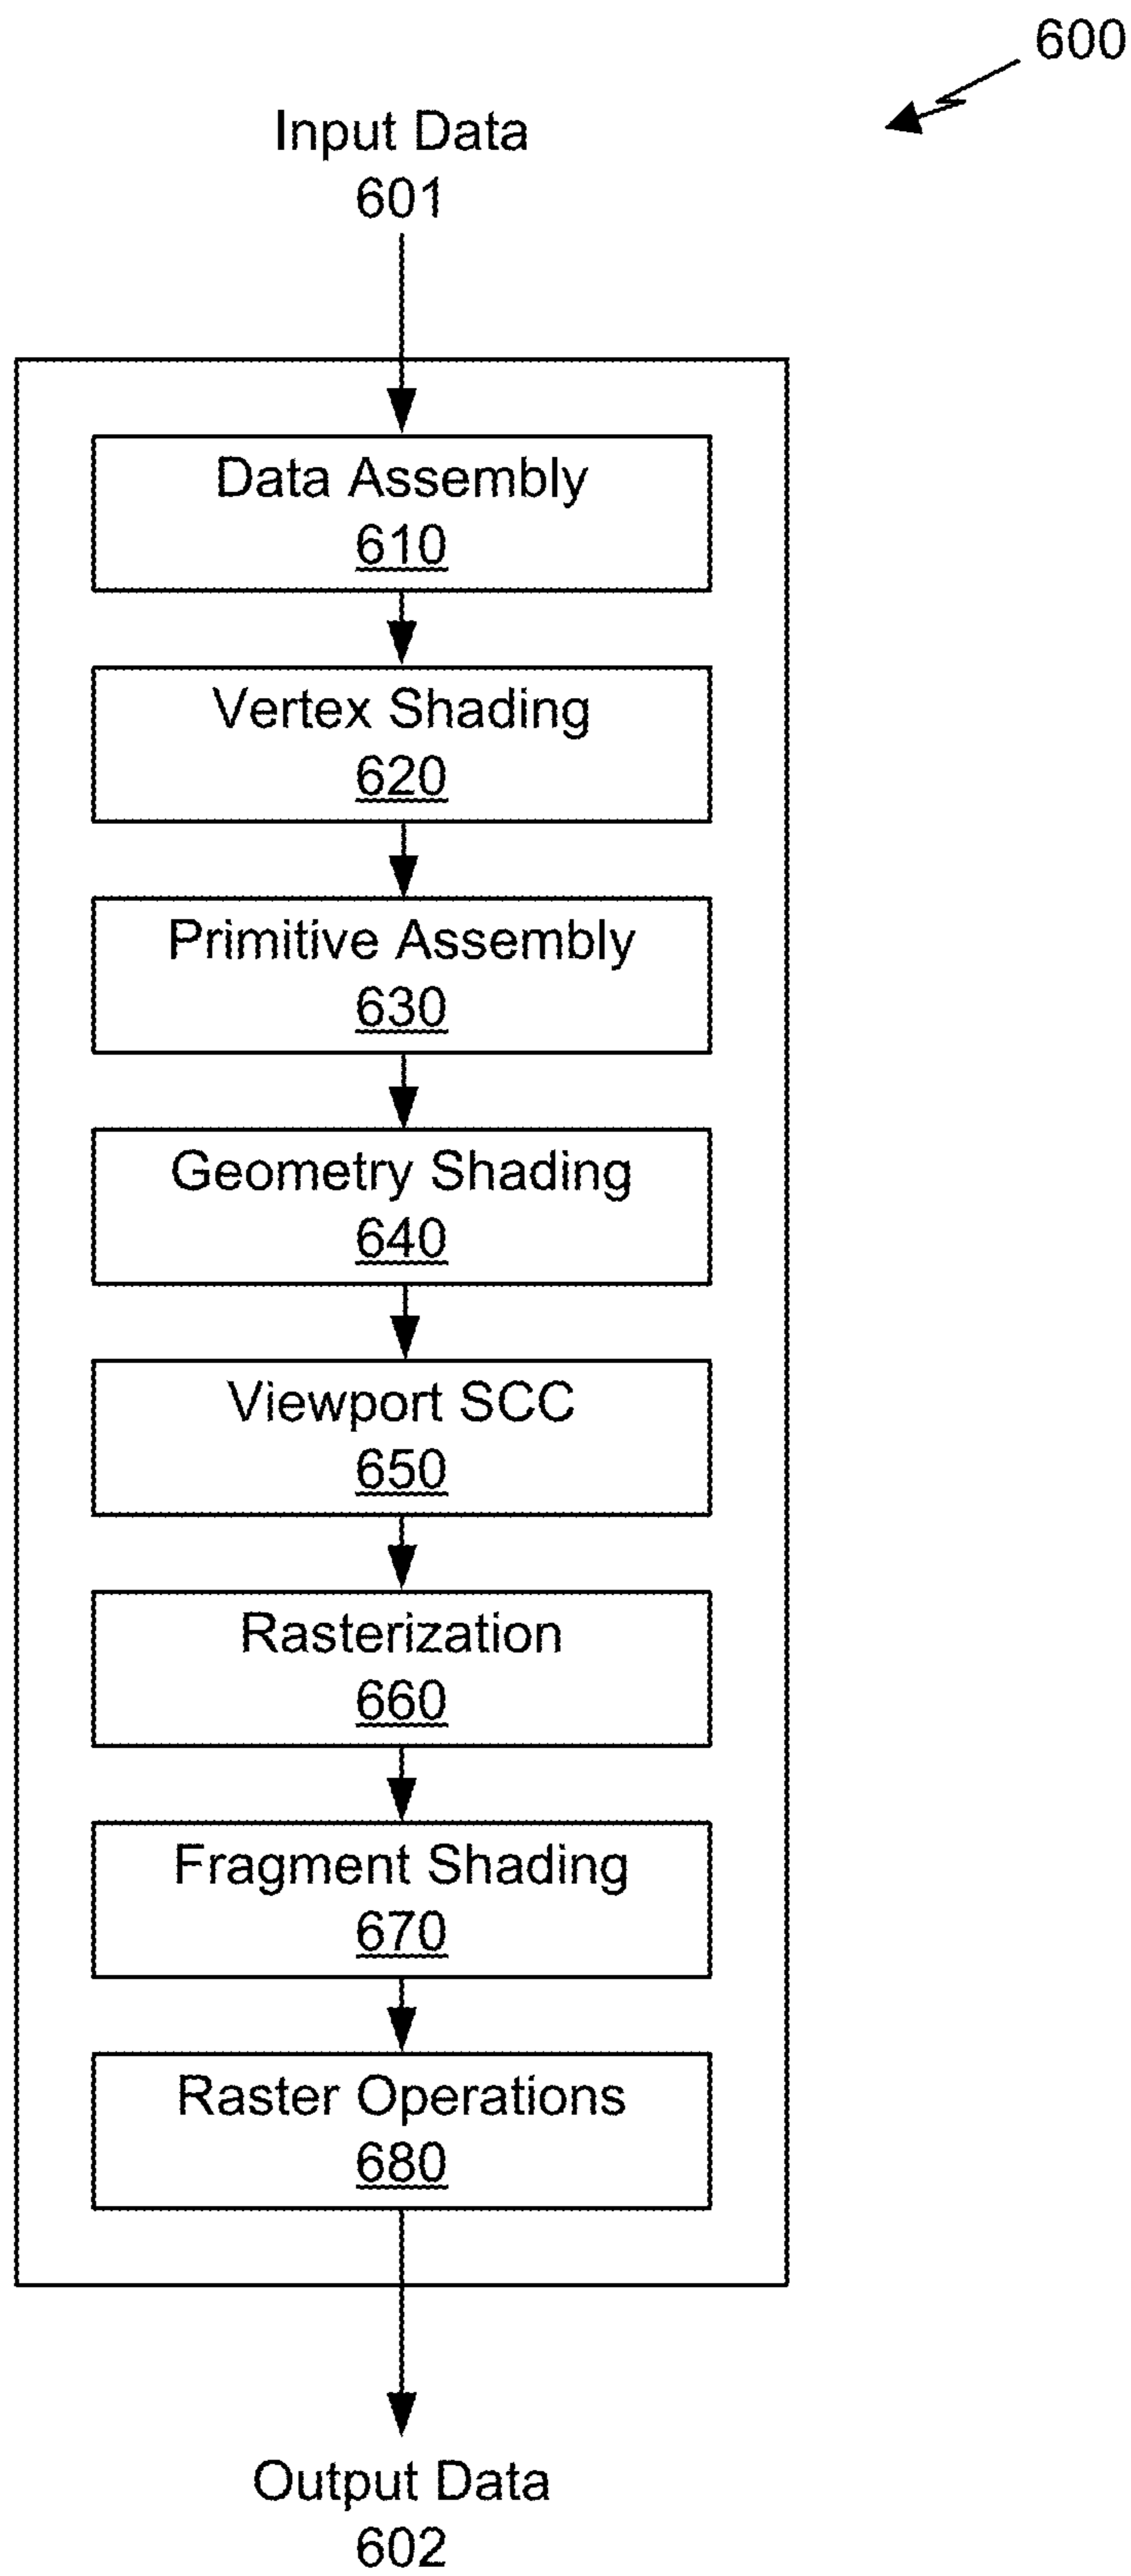 600
Input Data
601
Data Assembly
610
Vertex Shading
620
Primitive Assembly
630
Geometry Shading
640
Viewport SCC
650
Rasterization
660
Fragment Shading
670
Raster Operations
680
Output Data
602